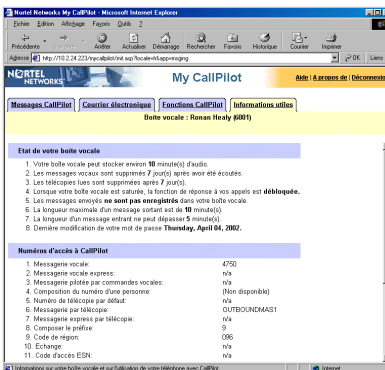 Nortel Networks My CallPilot - Microsoft Internet Explorer
Fichier Edition Affichage Favoris Outils ?
Précédente Suivante Arrêter Actualiser Démarrage Rechercher Favoris Historique Courrier Imprimer
Adresse http://10.2.24.223/mycallpilot/init.asp?locale=fr&app=msging OK Liens
NORTEL NETWORKS My CallPilot Aide | A propos de | Déconnexio
Messages CallPilot Courrier électronique Fonctions CallPilot Informations utiles
Boîte vocale : Ronan Healy (6001)
Etat de votre boîte vocale
1. Votre boîte vocale peut stocker environ 10 minute(s) d'audio.
2. Les messages vocaux sont supprimés 7 jour(s) après avoir été écoutés.
3. Les télécopies lues sont supprimées après 7 jour(s).
4. Lorsque votre boîte vocale est saturée, la fonction de réponse à vos appels est débloquée.
5. Les messages envoyés ne sont pas enregistrés dans votre boîte vocale.
6. La longueur maximale d'un message sortant est de 10 minute(s).
7. La longueur d'un message entrant ne peut dépasser 5 minute(s).
8. Dernière modification de votre mot de passe Thursday, April 04, 2002.
Numéros d'accès à CallPilot
1. Messagerie vocale: 4750
2. Messagerie vocale express: n/a
3. Messagerie pilotée par commandes vocales: n/a
4. Composition du numéro d'une personne: (Non disponible)
5. Numéro de télécopie par défaut: n/a
6. Messagerie par télécopie: OUTBOUNDMAS1
7. Messagerie express par télécopie: n/a
8. Composer le préfixe: 9
9. Code de région: 096
10. Echange: n/a
11. Code d'accès ESN: n/a
Informations sur votre boîte vocale et sur l'utilisation de votre téléphone avec CallPilot Internet